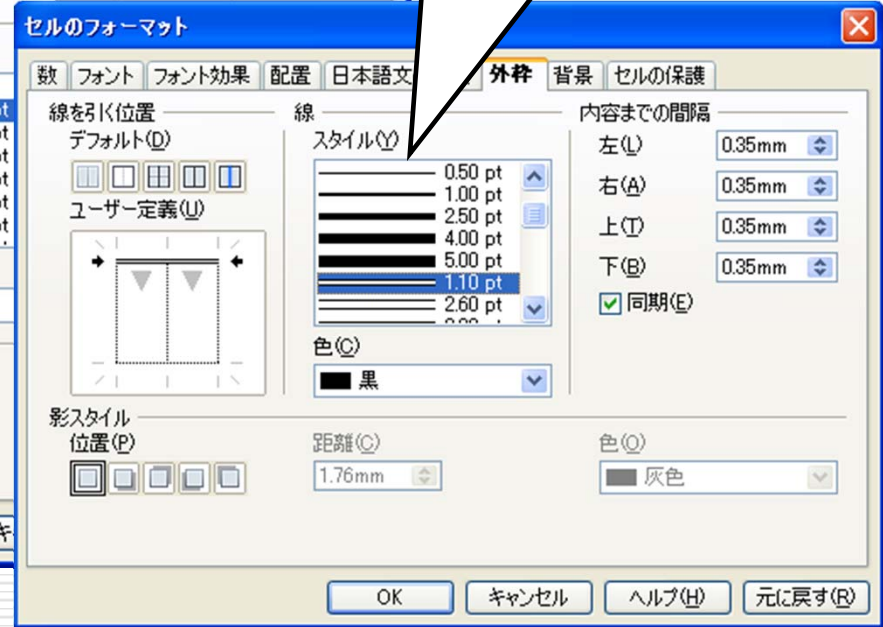 セルのフォーマット
数 フォント フォント効果 配置 日本語文 外枠 背景 セルの保護
線を引く位置
デフォルト(D)
ユーザー定義(U)
線
スタイル(Y)
0.50 pt
1.00 pt
2.50 pt
4.00 pt
5.00 pt
1.10 pt
2.60 pt
色(C)
黒
内容までの間隔
左(L) 0.35mm
右(A) 0.35mm
上(T) 0.35mm
下(B) 0.35mm
同期(E)
影スタイル
位置(P)
距離(C)
1.76mm
色(O)
灰色
OK キャンセル ヘルプ(H) 元に戻す(R)